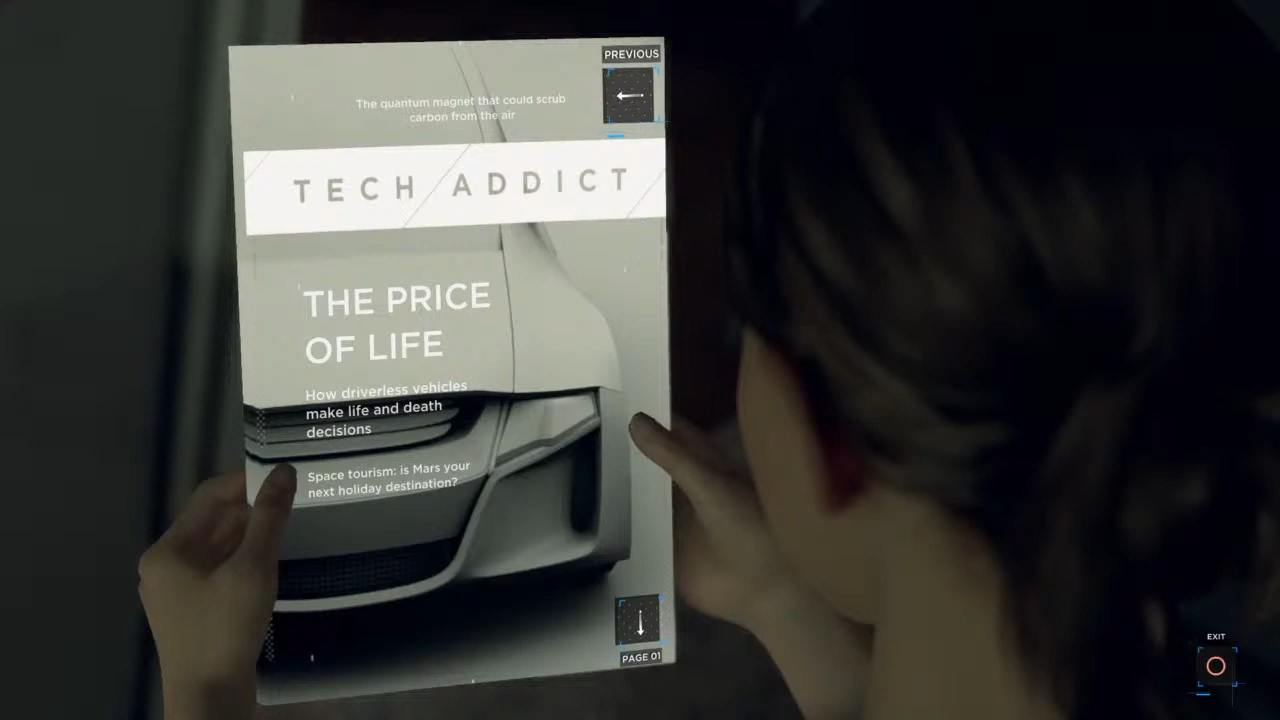 PREVIOUS
The quantum magnet that could scrub
carbon from the air
TECH ADDICT
THE PRICE
OF LIFE
How driverless vehicles
make life and death
decisions
Space tourism: is Mars your
next holiday destination?
PAGE 01
EXIT